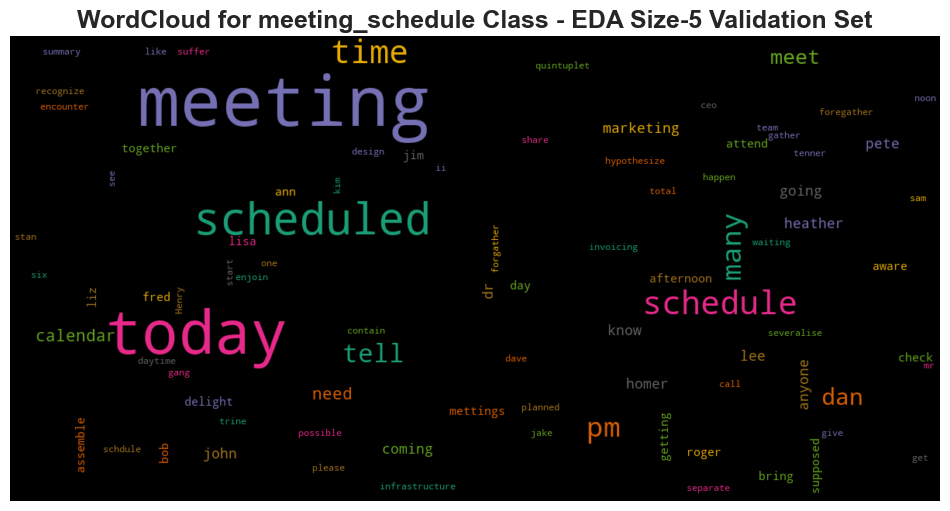 WordCloud for meeting_schedule Class - EDA Size-5 Validation Set
summary
like
suffer
time
meet
quintuplet
recognize
encounter
meeting
ceo
noon
foregather
marketing
team
gather
share
together
design
jim
attend
pete
tenner
ii
hypothesize
see
kim
ann
happen
total
going
sam
scheduled
many
heather
stan
lisa
forgather
invoicing
waiting
one
start
six
enjoin
aware
afternoon
day
dr
liz
fred
Henry
schedule
today
calendar
contain
know
severalise
tell
daytime
gang
dave
lee
check
mr
homer
call
anyone
need
delight
dan
mettings
planned
trine
possible
jake
pm
getting
give
assemble
schdule
bob
john
coming
roger
supposed
get
please
bring
infrastructure
separate